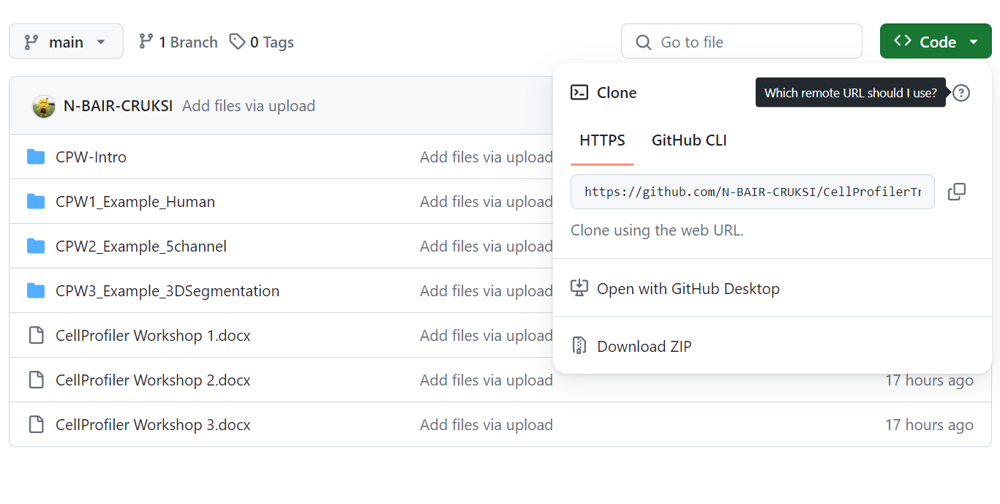 main 1 Branch 0 Tags Go to file Code
N-BAIR-CRUKSI Add files via upload
Clone Which remote URL should I use?
HTTPS GitHub CLI
https://github.com/N-BAIR-CRUKSI/CellProfilerTr
Clone using the web URL.
Open with GitHub Desktop
Download ZIP
CPW-Intro Add files via upload
CPW1_Example_Human Add files via upload
CPW2_Example_5channel Add files via upload
CPW3_Example_3DSegmentation Add files via upload
CellProfiler Workshop 1.docx Add files via upload
CellProfiler Workshop 2.docx Add files via upload 17 hours ago
CellProfiler Workshop 3.docx Add files via upload 17 hours ago